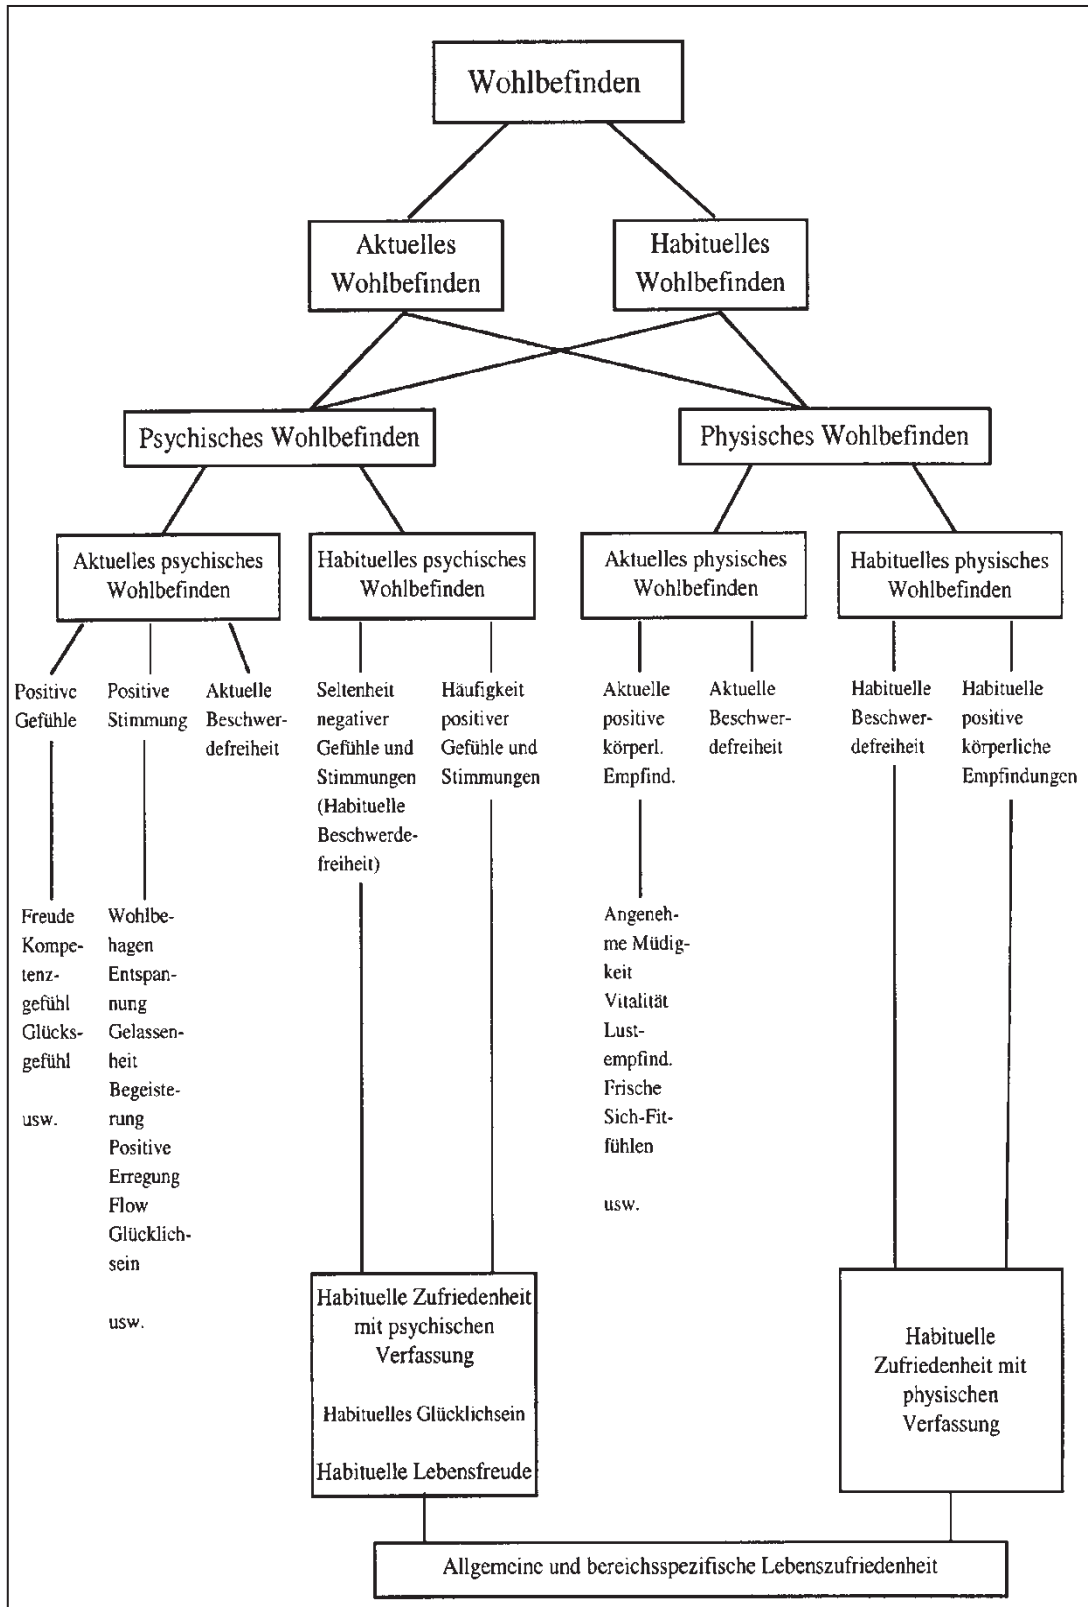 Wohlbefinden
Aktuelles
Wohlbefinden
Habituelles
Wohlbefinden
Psychisches Wohlbefinden
Physisches Wohlbefinden
Aktuelles psychisches
Wohlbefinden
Habituelles psychisches
Wohlbefinden
Aktuelles physisches
Wohlbefinden
Habituelles physisches
Wohlbefinden
Positive
Gefühle
Positive
Stimmung
Aktuelle
Beschwer-
defreiheit
Seltenheit
negativer
Gefühle und
Stimmungen
(Habituelle
Beschwerde-
freiheit)
Häufigkeit
positiver
Gefühle und
Stimmungen
Aktuelle
positive
körperl.
Empfind.
Aktuelle
Beschwer-
defreiheit
Habituelle
Beschwer-
defreiheit
Habituelle
positive
körperliche
Empfindungen
Freude
Kompe-
tenz-
gefühl
Glücks-
gefühl
usw.
Wohlbe-
hagen
Entspan-
nung
Gelassen-
heit
Begeiste-
rung
Positive
Erregung
Flow
Glücklich-
sein
usw.
Angeneh-
me Müdig-
keit
Vitalität
Lust-
empfind.
Frische
Sich-Fit-
fühlen
usw.
Habituelle Zufriedenheit
mit psychischen
Verfassung
Habituelles Glücklichsein
Habituelle Lebensfreude
Habituelle
Zufriedenheit mit
physischen
Verfassung
Allgemeine und bereichsspezifische Lebenszufriedenheit